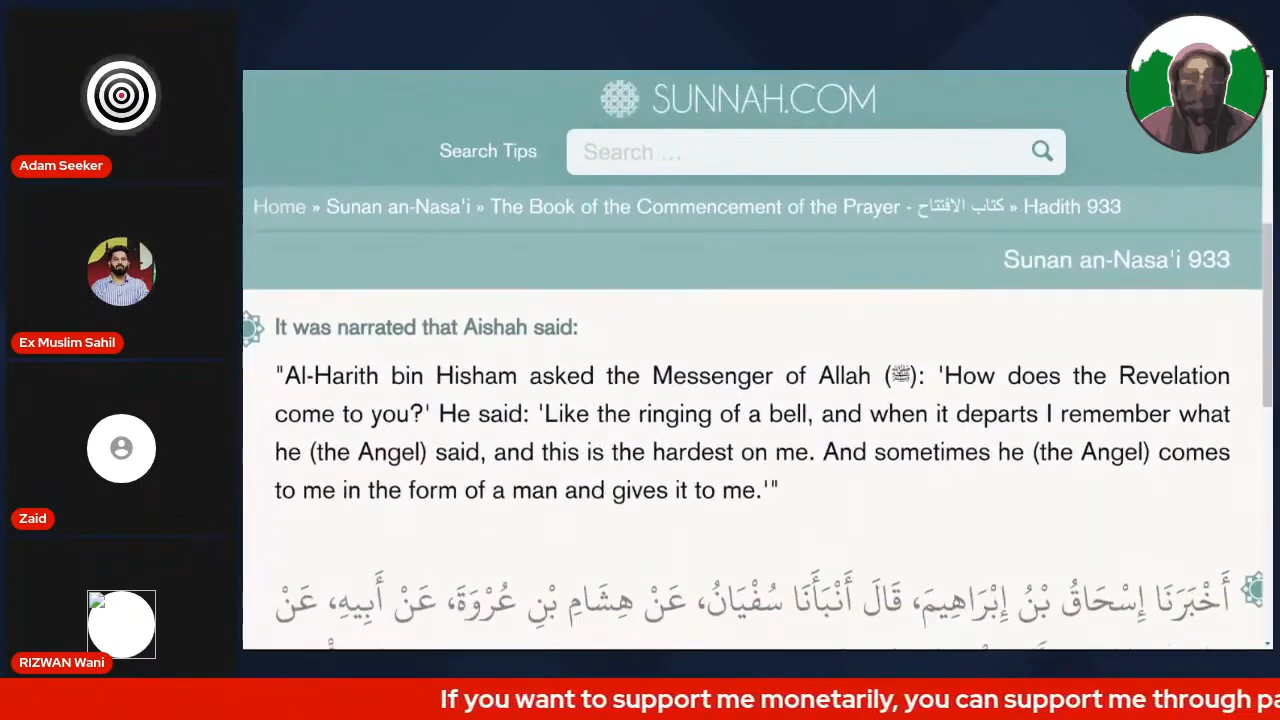 SUNNAH.COM
Search Tips
Search ...
Home » Sunan an-Nasa'i » The Book of the Commencement of the Prayer - كتاب الافتتاح » Hadith 933
Sunan an-Nasa'i 933
It was narrated that Aishah said:
"Al-Harith bin Hisham asked the Messenger of Allah (ﷺ): 'How does the Revelation
come to you?' He said: 'Like the ringing of a bell, and when it departs I remember what
he (the Angel) said, and this is the hardest on me. And sometimes he (the Angel) comes
to me in the form of a man and gives it to me.'"
أَخْبَرَنَا إِسْحَاقُ بْنُ إِبْرَاهِيمَ، قَالَ أَنْبَأَنَا سُفْيَانُ، عَنْ هِشَامِ بْنِ عُرْوَةَ، عَنْ أَبِيهِ، عَنْ
Adam Seeker
Ex Muslim Sahil
Zaid
RIZWAN Wani
If you want to support me monetarily, you can support me through pa